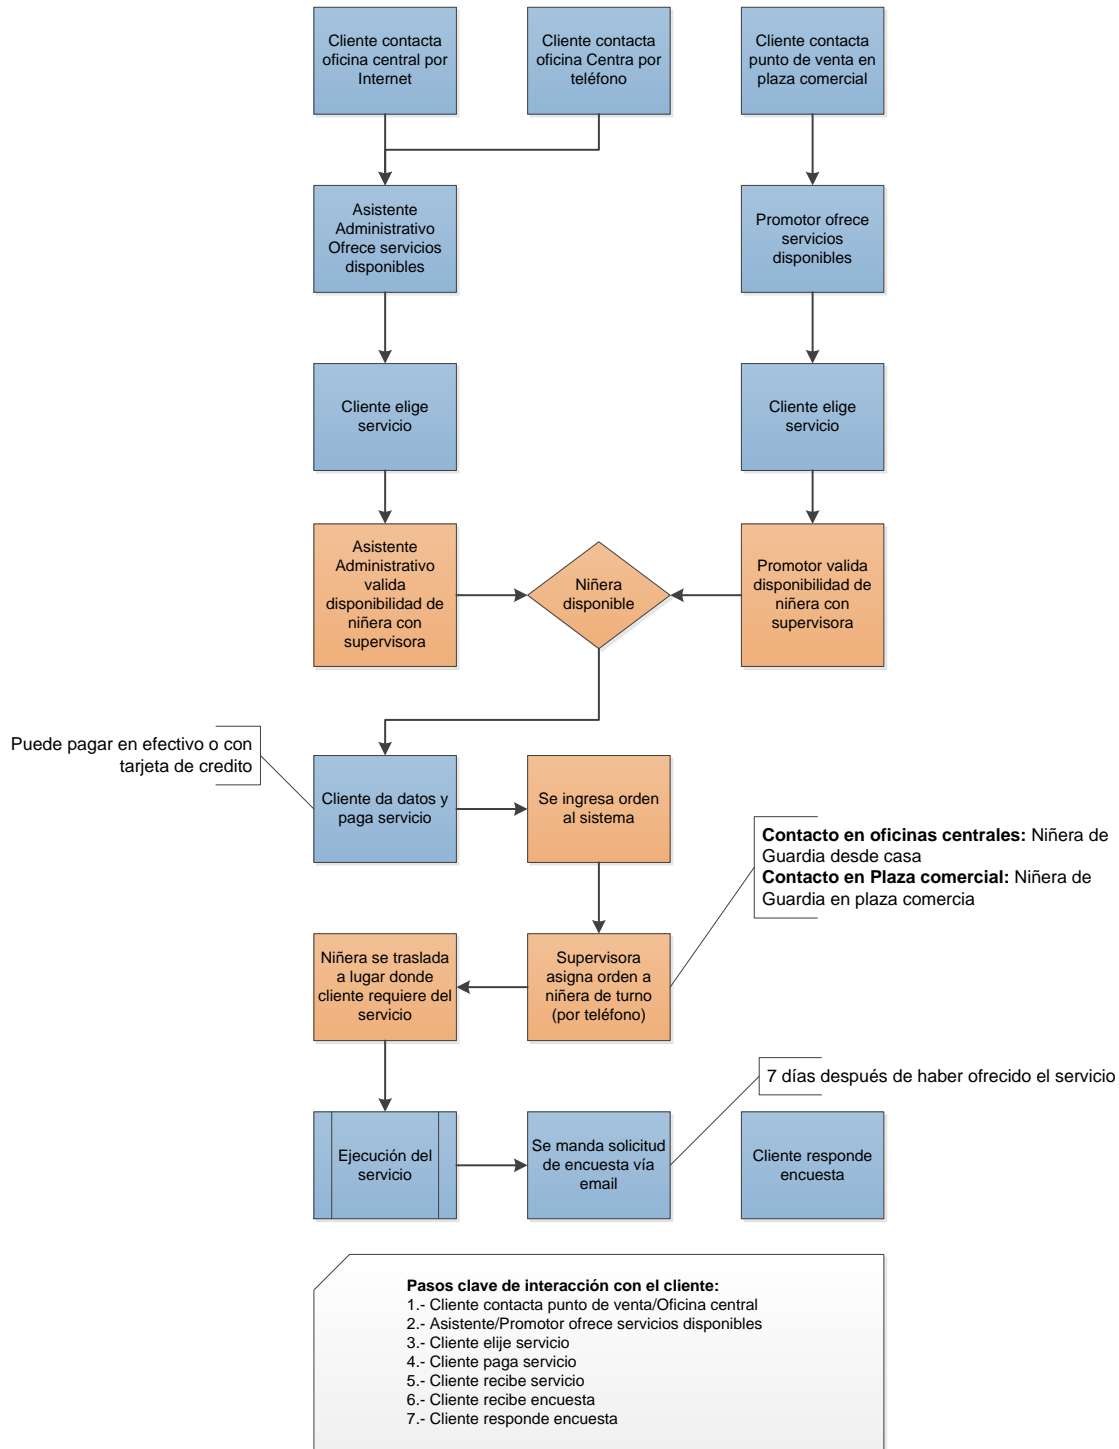 Cliente contacta
oficina central por
Internet
Cliente contacta
oficina Centra por
teléfono
Cliente contacta
punto de venta en
plaza comercial
Asistente
Administrativo
Ofrece servicios
disponibles
Promotor ofrece
servicios
disponibles
Cliente elige
servicio
Cliente elige
servicio
Asistente
Administrativo
valida
disponibilidad de
niñera con
supervisora
Niñera
disponible
Promotor valida
disponibilidad de
niñera con
supervisora
Puede pagar en efectivo o con
tarjeta de credito
Cliente da datos y
paga servicio
Se ingresa orden
al sistema
Contacto en oficinas centrales: Niñera de
Guardia desde casa
Contacto en Plaza comercial: Niñera de
Guardia en plaza comercia
Niñera se traslada
a lugar donde
cliente requiere del
servicio
Supervisora
asigna orden a
niñera de turno
(por teléfono)
7 días después de haber ofrecido el servicio
Ejecución del
servicio
Se manda solicitud
de encuesta vía
email
Cliente responde
encuesta
Pasos clave de interacción con el cliente:
1.- Cliente contacta punto de venta/Oficina central
2.- Asistente/Promotor ofrece servicios disponibles
3.- Cliente elije servicio
4.- Cliente paga servicio
5.- Cliente recibe servicio
6.- Cliente recibe encuesta
7.- Cliente responde encuesta